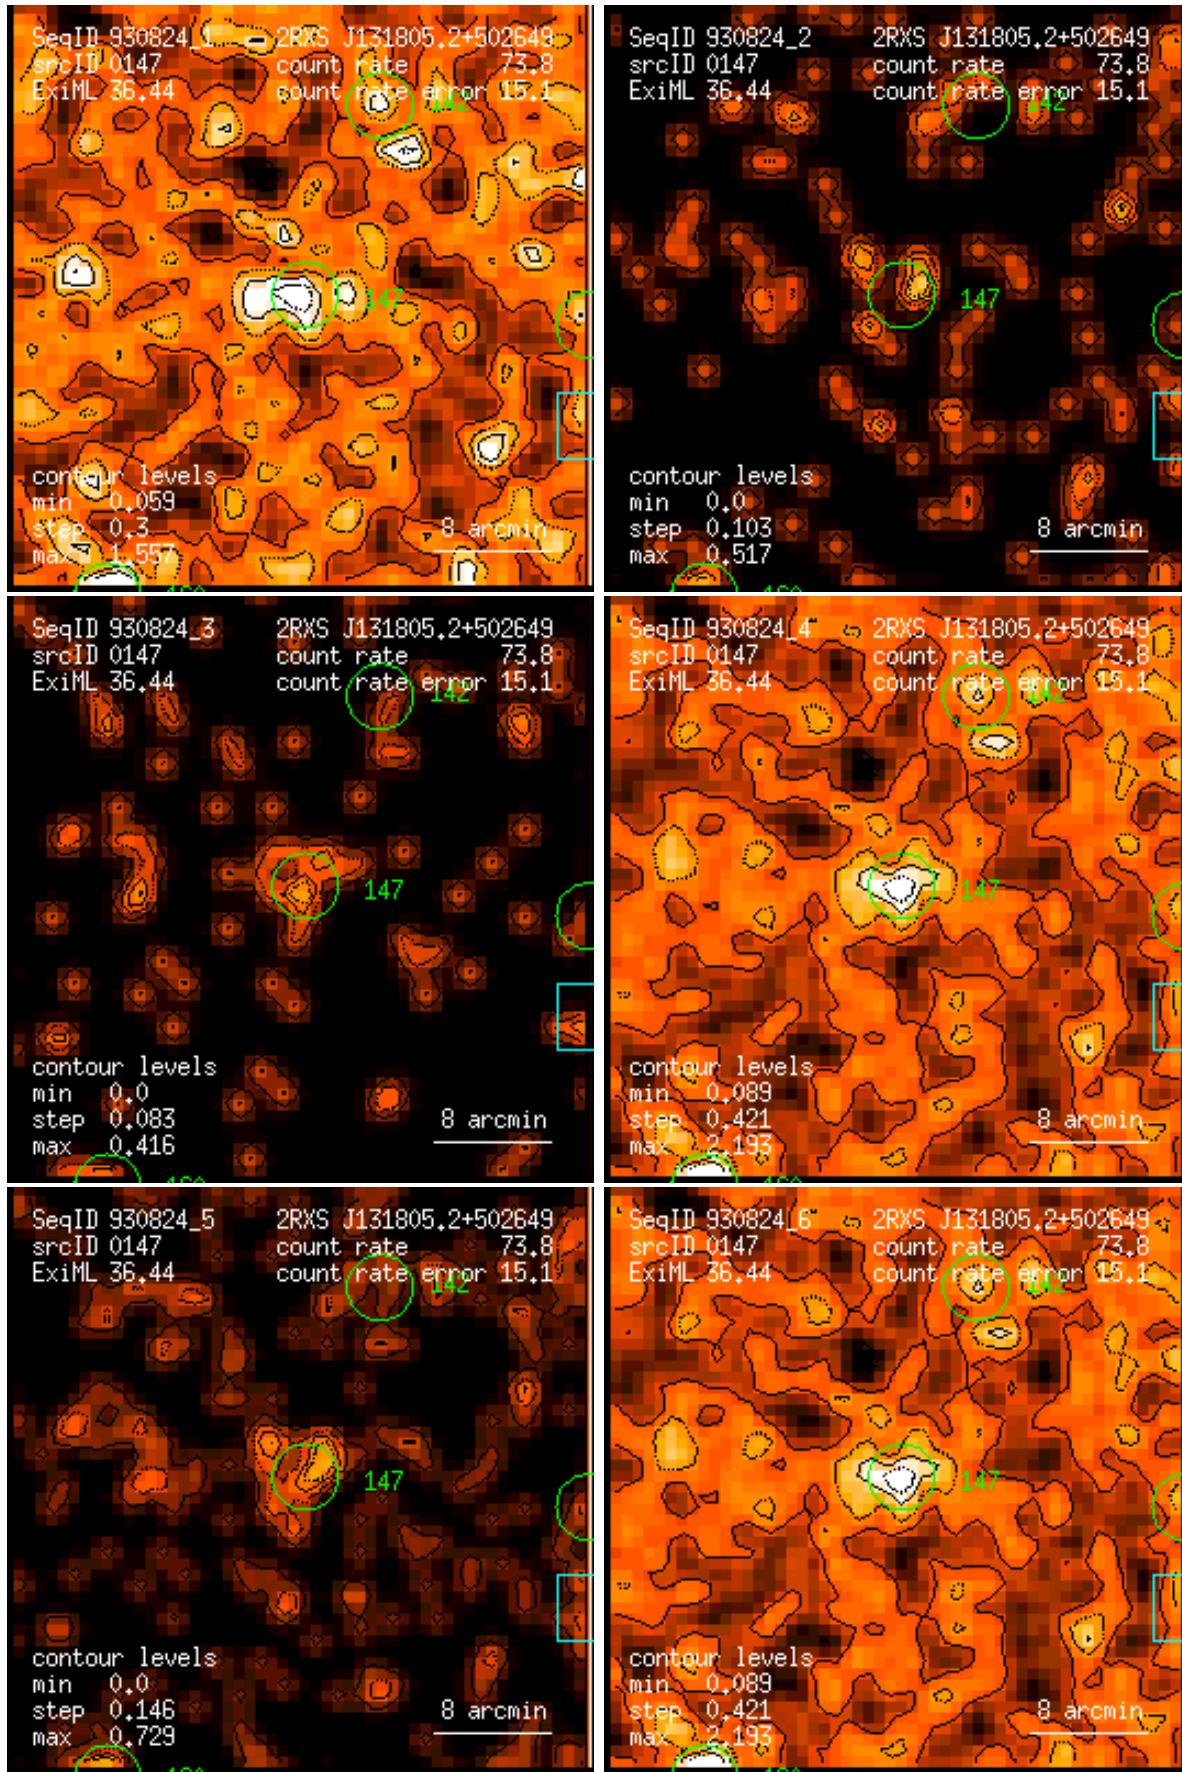 SeqID 930824_1 2RXS J131805.2+502649
srcID 0147 count rate 73.8
ExiML 36.44 count rate error 15.1
142
147
contour levels
min 0.059
step 0.3
max 1.557
8 arcmin
SeqID 930824_2 2RXS J131805.2+502649
srcID 0147 count rate 73.8
ExiML 36.44 count rate error 15.1
142
147
contour levels
min 0.0
step 0.103
max 0.517
8 arcmin
SeqID 930824_3 2RXS J131805.2+502649
srcID 0147 count rate 73.8
ExiML 36.44 count rate error 15.1
142
147
contour levels
min 0.0
step 0.083
max 0.416
8 arcmin
SeqID 930824_4 2RXS J131805.2+502649
srcID 0147 count rate 73.8
ExiML 36.44 count rate error 15.1
142
147
contour levels
min 0.089
step 0.421
max 2.193
8 arcmin
SeqID 930824_5 2RXS J131805.2+502649
srcID 0147 count rate 73.8
ExiML 36.44 count rate error 15.1
142
147
contour levels
min 0.0
step 0.146
max 0.729
8 arcmin
SeqID 930824_6 2RXS J131805.2+502649
srcID 0147 count rate 73.8
ExiML 36.44 count rate error 15.1
142
147
contour levels
min 0.089
step 0.421
max 2.193
8 arcmin